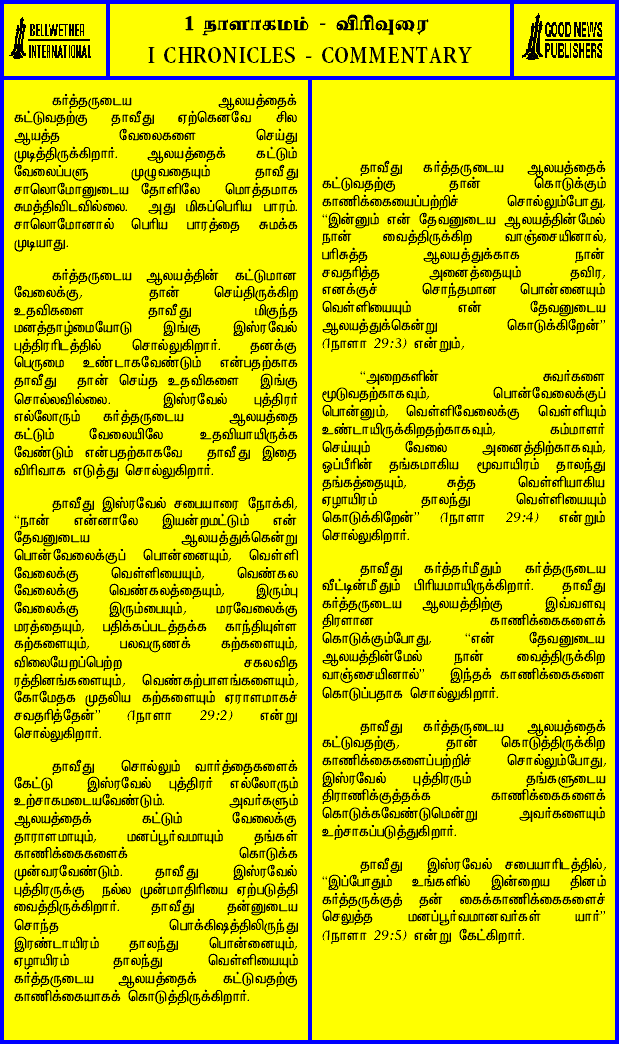 BELLWETHER
INTERNATIONAL
1 நாளாகமம் - விரிவுரை
I CHRONICLES - COMMENTARY
GOOD NEWS
PUBLISHERS
கர்த்தருடைய ஆலயத்தைக்
கட்டுவதற்கு தாவீது ஏற்கெனவே சில
ஆயத்த வேலைகளை செய்து
முடித்திருக்கிறார். ஆலயத்தைக் கட்டும்
வேலைப்பளு முழுவதையும் தாவீது
சாலொமோனுடைய தோளிலே மொத்தமாக
சுமத்திவிடவில்லை. அது மிகப்பெரிய பாரம்.
சாலொமோனால் பெரிய பாரத்தை சுமக்க
முடியாது.
கர்த்தருடைய ஆலயத்தின் கட்டுமான
வேலைக்கு, தான் செய்திருக்கிற
உதவிகளை தாவீது மிகுந்த
மனத்தாழ்மையோடு இங்கு இஸ்ரவேல்
புத்திரரிடத்தில் சொல்லுகிறார். தனக்கு
பெருமை உண்டாகவேண்டும் என்பதற்காக
தாவீது தான் செய்த உதவிகளை இங்கு
சொல்லவில்லை. இஸ்ரவேல் புத்திரர்
எல்லோரும் கர்த்தருடைய ஆலயத்தை
கட்டும் வேலையிலே உதவியாயிருக்க
வேண்டும் என்பதற்காகவே தாவீது இதை
விரிவாக எடுத்து சொல்லுகிறார்.
தாவீது இஸ்ரவேல் சபையாரை நோக்கி,
“நான் என்னாலே இயன்றமட்டும் என்
தேவனுடைய ஆலயத்துக்கென்று
பொன்வேலைக்குப் பொன்னையும், வெள்ளி
வேலைக்கு வெள்ளியையும், வெண்கல
வேலைக்கு வெண்கலத்தையும், இரும்பு
வேலைக்கு இரும்பையும், மரவேலைக்கு
மரத்தையும், பதிக்கப்படத்தக்க காந்தியுள்ள
கற்களையும், பலவருணக் கற்களையும்,
விலையேறப்பெற்ற சகலவித
ரத்தினங்களையும், வெண்கற்பாளங்களையும்,
கோமேதக முதலிய கற்களையும் ஏராளமாகச்
சவதரித்தேன்” (1நாளா 29:2) என்று
சொல்லுகிறார்.
தாவீது சொல்லும் வார்த்தைகளைக்
கேட்டு இஸ்ரவேல் புத்திரர் எல்லோரும்
உற்சாகமடையவேண்டும். அவர்களும்
ஆலயத்தைக் கட்டும் வேலைக்கு
தாராளமாயும், மனப்பூர்வமாயும் தங்கள்
காணிக்கைகளைக் கொடுக்க
முன்வரவேண்டும். தாவீது இஸ்ரவேல்
புத்திரருக்கு நல்ல முன்மாதிரியை ஏற்படுத்தி
வைத்திருக்கிறார். தாவீது தன்னுடைய
சொந்த பொக்கிஷத்திலிருந்து
இரண்டாயிரம் தாலந்து பொன்னையும்,
ஏழாயிரம் தாலந்து வெள்ளியையும்
கர்த்தருடைய ஆலயத்தைக் கட்டுவதற்கு
காணிக்கையாகக் கொடுத்திருக்கிறார்.
தாவீது கர்த்தருடைய ஆலயத்தைக்
கட்டுவதற்கு தான் கொடுக்கும்
காணிக்கையைப்பற்றிச் சொல்லும்போது,
“இன்னும் என் தேவனுடைய ஆலயத்தின்மேல்
நான் வைத்திருக்கிற வாஞ்சையினால்,
பரிசுத்த ஆலயத்துக்காக நான்
சவதரித்த அனைத்தையும் தவிர,
எனக்குச் சொந்தமான பொன்னையும்
வெள்ளியையும் என் தேவனுடைய
ஆலயத்துக்கென்று கொடுக்கிறேன்”
(1நாளா 29:3) என்றும்,
“அறைகளின் சுவர்களை
மூடுவதற்காகவும், பொன்வேலைக்குப்
பொன்னும், வெள்ளிவேலைக்கு வெள்ளியும்
உண்டாயிருக்கிறதற்காகவும், கம்மாளர்
செய்யும் வேலை அனைத்திற்காகவும்,
ஓப்பீரின் தங்கமாகிய மூவாயிரம் தாலந்து
தங்கத்தையும், சுத்த வெள்ளியாகிய
ஏழாயிரம் தாலந்து வெள்ளியையும்
கொடுக்கிறேன்” (1நாளா 29:4) என்றும்
சொல்லுகிறார்.
தாவீது கர்த்தர்மீதும் கர்த்தருடைய
வீட்டின்மீதும் பிரியமாயிருக்கிறார். தாவீது
கர்த்தருடைய ஆலயத்திற்கு இவ்வளவு
திரளான காணிக்கைகளைக்
கொடுக்கும்போது, “என் தேவனுடைய
ஆலயத்தின்மேல் நான் வைத்திருக்கிற
வாஞ்சையினால்” இந்தக் காணிக்கைகளை
கொடுப்பதாக சொல்லுகிறார்.
தாவீது கர்த்தருடைய ஆலயத்தைக்
கட்டுவதற்கு, தான் கொடுத்திருக்கிற
காணிக்கைகளைப்பற்றிச் சொல்லும்போது,
இஸ்ரவேல் புத்திரரும் தங்களுடைய
திராணிக்குத்தக்க காணிக்கைகளைக்
கொடுக்கவேண்டுமென்று அவர்களையும்
உற்சாகப்படுத்துகிறார்.
தாவீது இஸ்ரவேல் சபையாரிடத்தில்,
“இப்போதும் உங்களில் இன்றைய தினம்
கர்த்தருக்குத் தன் கைக்காணிக்கைகளைச்
செலுத்த மனப்பூர்வமானவர்கள் யார்”
(1நாளா 29:5) என்று கேட்கிறார்.